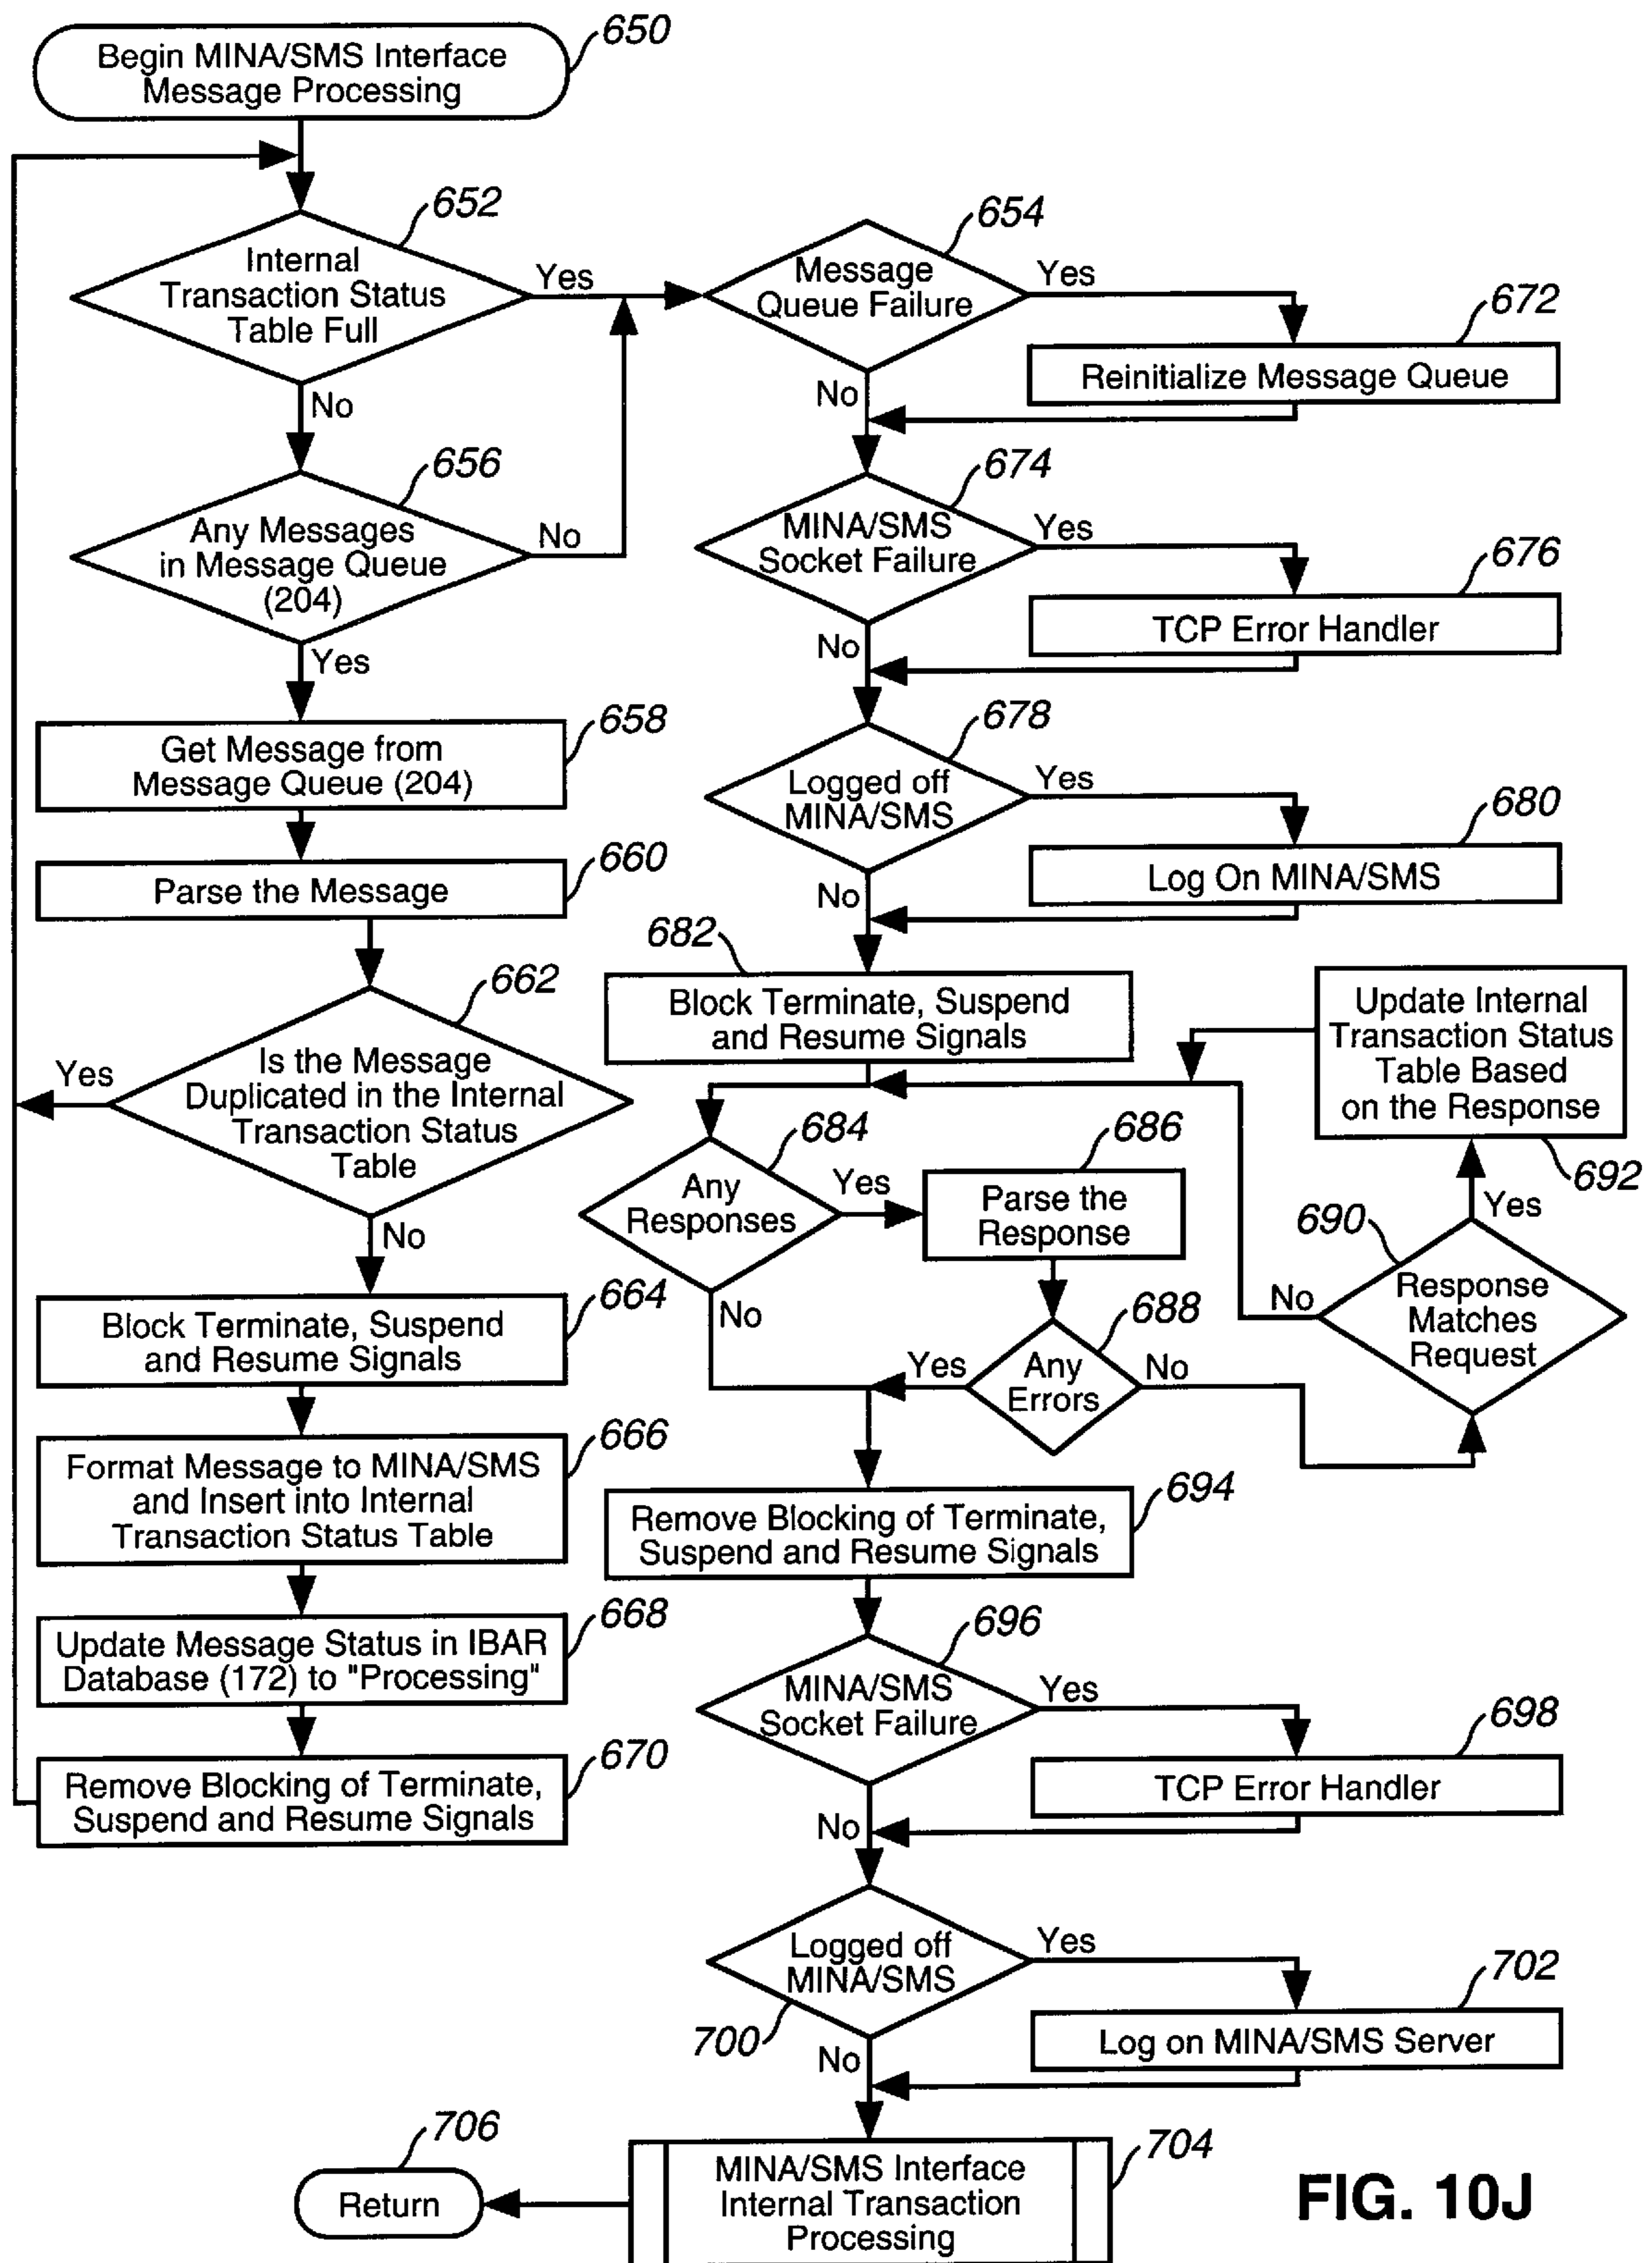 650
Begin MINA/SMS Interface
Message Processing
652
Internal
Transaction Status
Table Full
Yes
No
654
Message
Queue Failure
Yes
No
672
Reinitialize Message Queue
656
Any Messages
in Message Queue
(204)
No
Yes
674
MINA/SMS
Socket Failure
Yes
No
676
TCP Error Handler
658
Get Message from
Message Queue (204)
678
Logged off
MINA/SMS
Yes
No
680
Log On MINA/SMS
660
Parse the Message
682
Block Terminate, Suspend
and Resume Signals
Update Internal
Transaction Status
Table Based
on the Response
692
662
Is the Message
Duplicated in the Internal
Transaction Status
Table
Yes
No
684
Any
Responses
Yes
No
686
Parse the
Response
690
Response
Matches
Request
Yes
No
688
Any
Errors
Yes
No
664
Block Terminate, Suspend
and Resume Signals
666
Format Message to MINA/SMS
and Insert into Internal
Transaction Status Table
694
Remove Blocking of Terminate,
Suspend and Resume Signals
668
Update Message Status in IBAR
Database (172) to "Processing"
696
MINA/SMS
Socket Failure
Yes
No
698
TCP Error Handler
670
Remove Blocking of Terminate,
Suspend and Resume Signals
Logged off
MINA/SMS
700
Yes
No
702
Log on MINA/SMS Server
706
Return
704
MINA/SMS Interface
Internal Transaction
Processing
FIG. 10J